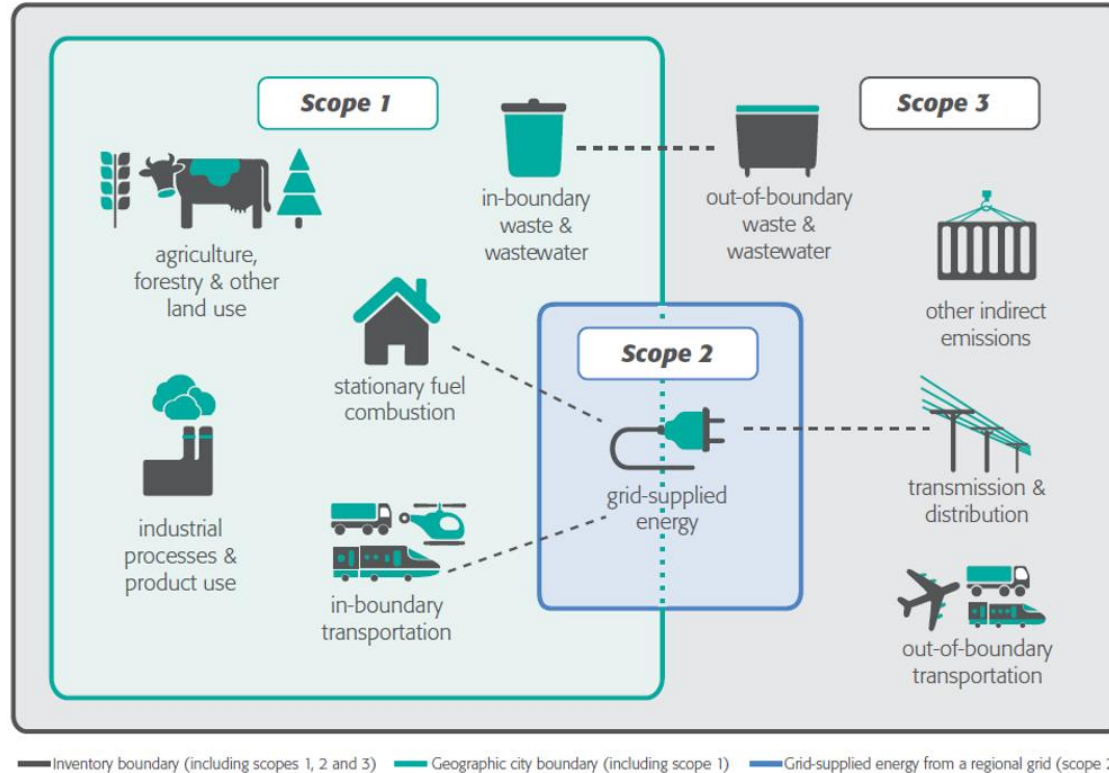 Scope 1
Scope 3
in-boundary
waste &
wastewater
out-of-boundary
waste &
wastewater
agriculture,
forestry & other
land use
other indirect
emissions
Scope 2
stationary fuel
combustion
grid-supplied
energy
transmission &
distribution
industrial
processes &
product use
in-boundary
transportation
out-of-boundary
transportation
Inventory boundary (including scopes 1, 2 and 3) Geographic city boundary (including scope 1) Grid-supplied energy from a regional grid (scope 2